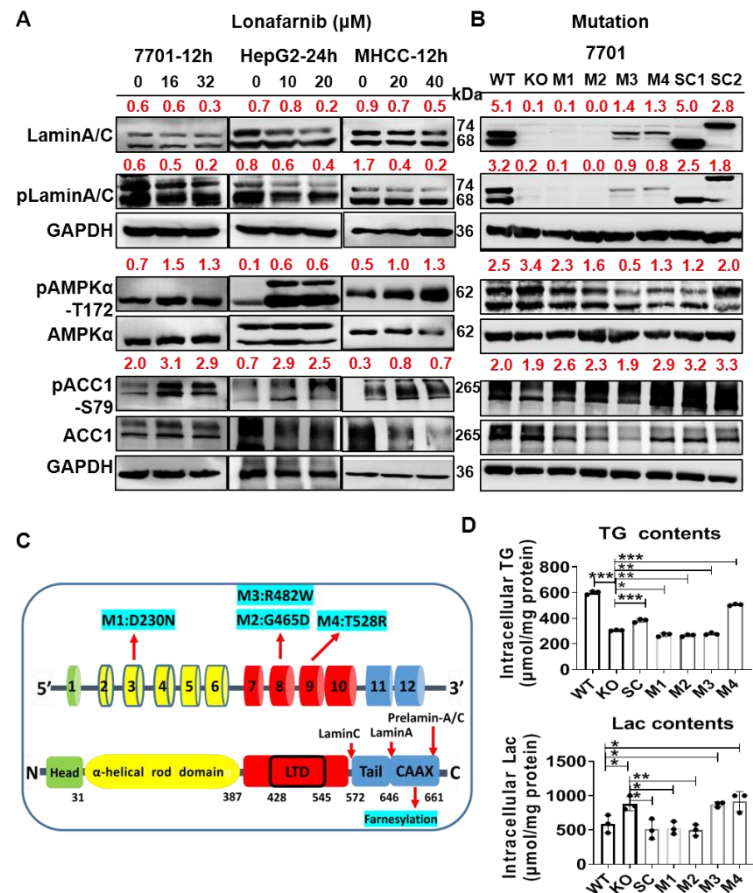 A
Lonafarnib (μM)
7701-12h HepG2-24h MHCC-12h
0 16 32 0 10 20 0 20 40
kDa
0.6 0.6 0.3 0.7 0.8 0.2 0.9 0.7 0.5
LaminA/C
74
68
0.6 0.5 0.2 0.8 0.6 0.4 1.7 0.4 0.2
pLaminA/C
74
68
GAPDH
36
0.7 1.5 1.3 0.1 0.6 0.6 0.5 1.0 1.3
pAMPKα
-T172
62
AMPKα
62
2.0 3.1 2.9 0.7 2.9 2.5 0.3 0.8 0.7
pACC1
-S79
265
ACC1
265
GAPDH
36
B
Mutation
7701
WT KO M1 M2 M3 M4 SC1 SC2
5.1 0.1 0.1 0.0 1.4 1.3 5.0 2.8
3.2 0.2 0.1 0.0 0.9 0.8 2.5 1.8
2.5 3.4 2.3 1.6 0.5 1.3 1.2 2.0
2.0 1.9 2.6 2.3 1.9 2.9 3.2 3.3
C
M3:R482W
M1:D230N
M2:G465D
M4:T528R
5’ 1 2 3 4 5 6 7 8 9 10 11 12 3’
Prelamin-A/C
LaminC
LaminA
N Head α-helical rod domain LTD Tail CAAX C
31 387 428 545 572 646 661
Farnesylation
D
TG contents
Intracellular TG
(μmol/mg protein)
800
600
400
200
0
***
***
**
**
*
***
WT KO SC M1 M2 M3 M4
Lac contents
Intracellular Lac
(μmol/mg protein)
1500
1000
500
0
*
*
*
**
*
*
WT KO SC M1 M2 M3 M4